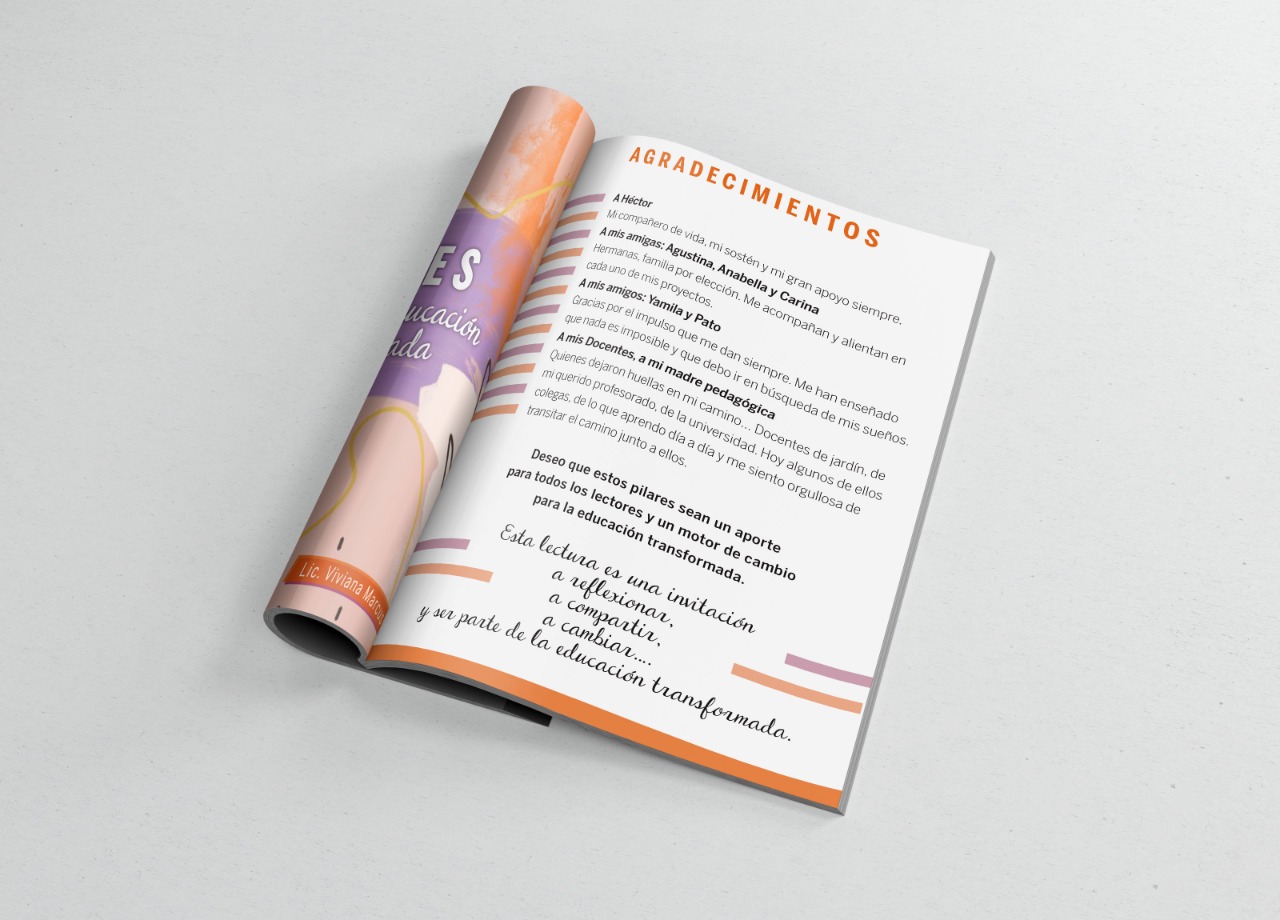 ES
ucación
ada
Lic. Viviana Marcus
AGRADECIMIENTOS
A Héctor
Mi compañero de vida, mi sostén y mi gran apoyo siempre.
A mis amigas: Agustina, Anabella y Carina
Hermanas, familia por elección. Me acompañan y alientan en
cada uno de mis proyectos.
A mis amigos: Yamila y Pato
Gracias por el impulso que me dan siempre. Me han enseñado
que nada es imposible y que debo ir en búsqueda de mis sueños.
A mis Docentes, a mi madre pedagógica
Quienes dejaron huellas en mi camino... Docentes de jardín, de
mi querido profesorado, de la universidad. Hoy algunos de ellos
colegas, de lo que aprendo día a día y me siento orgullosa de
transitar el camino junto a ellos.
Deseo que estos pilares sean un aporte
para todos los lectores y un motor de cambio
para la educación transformada.
Esta lectura es una invitación
a reflexionar,
a compartir,
a cambiar....
y ser parte de la educación transformada.